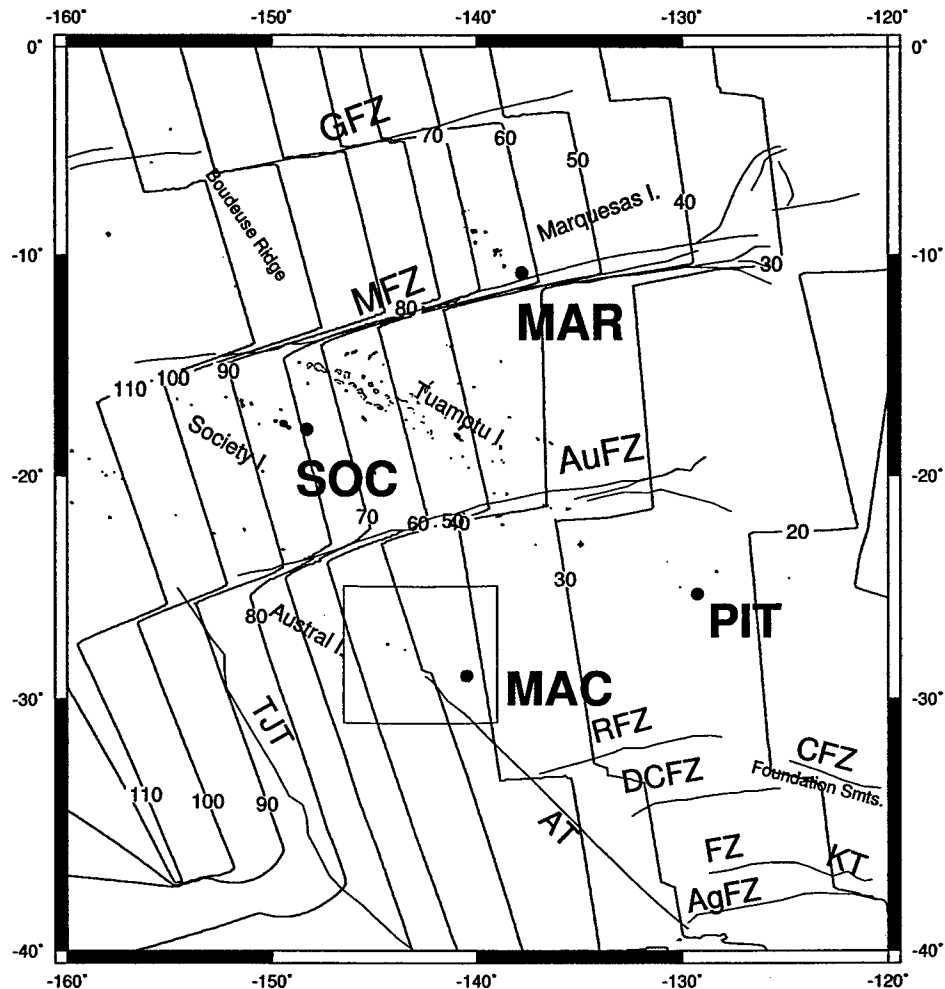 -160° -150° -140° -130° -120°
0° 0°
GFZ
70 60
50
Boudeuse Ridge
Marquesas I.
40
-10° -10°
30
MFZ
80
MAR
110 100 90
Tuamotu I.
Society I.
AuFZ
SOC
-20° -20°
70 60 50 40
20
30
80
Austral I.
PIT
MAC
-30° -30°
TJT
RFZ
CFZ
DCFZ
Foundation Smts.
110 100 90
AT
FZ
KT
AgFZ
-40° -40°
-160° -150° -140° -130° -120°